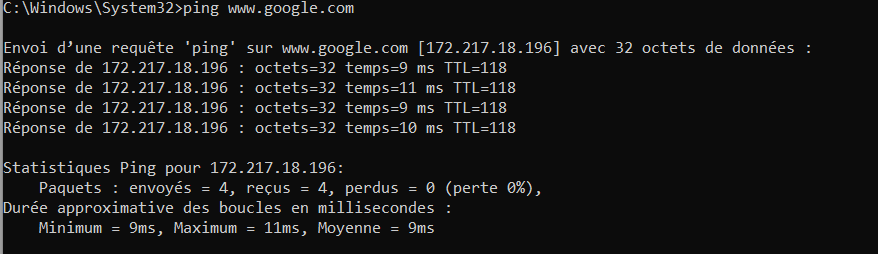 C:\Windows\System32>ping www.google.com
Envoi d’une requête 'ping' sur www.google.com [172.217.18.196] avec 32 octets de données :
Réponse de 172.217.18.196 : octets=32 temps=9 ms TTL=118
Réponse de 172.217.18.196 : octets=32 temps=11 ms TTL=118
Réponse de 172.217.18.196 : octets=32 temps=9 ms TTL=118
Réponse de 172.217.18.196 : octets=32 temps=10 ms TTL=118
Statistiques Ping pour 172.217.18.196:
    Paquets : envoyés = 4, reçus = 4, perdus = 0 (perte 0%),
Durée approximative des boucles en millisecondes :
    Minimum = 9ms, Maximum = 11ms, Moyenne = 9ms